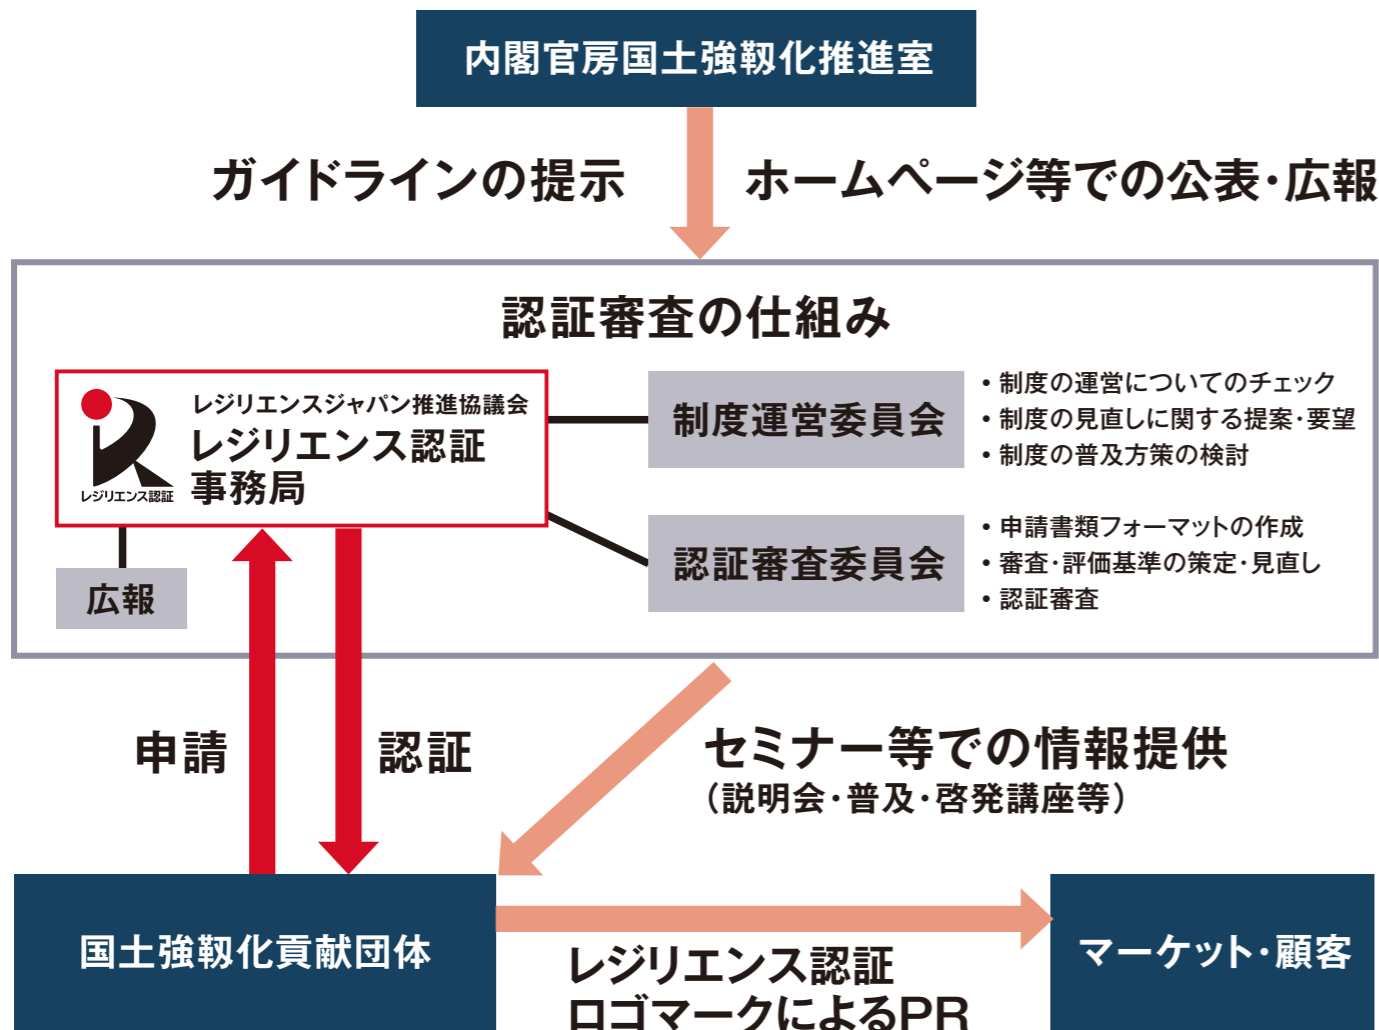 内閣官房国土強靱化推進室
ガイドラインの提示
ホームページ等での公表・広報
認証審査の仕組み
レジリエンスジャパン推進協議会
レジリエンス認証
事務局
レジリエンス認証
広報
制度運営委員会
• 制度の運営についてのチェック
• 制度の見直しに関する提案・要望
• 制度の普及方策の検討
認証審査委員会
• 申請書類フォーマットの作成
• 審査・評価基準の策定・見直し
• 認証審査
申請
認証
セミナー等での情報提供
（説明会・普及・啓発講座等）
国土強靱化貢献団体
レジリエンス認証
ロゴマークによるPR
マーケット・顧客